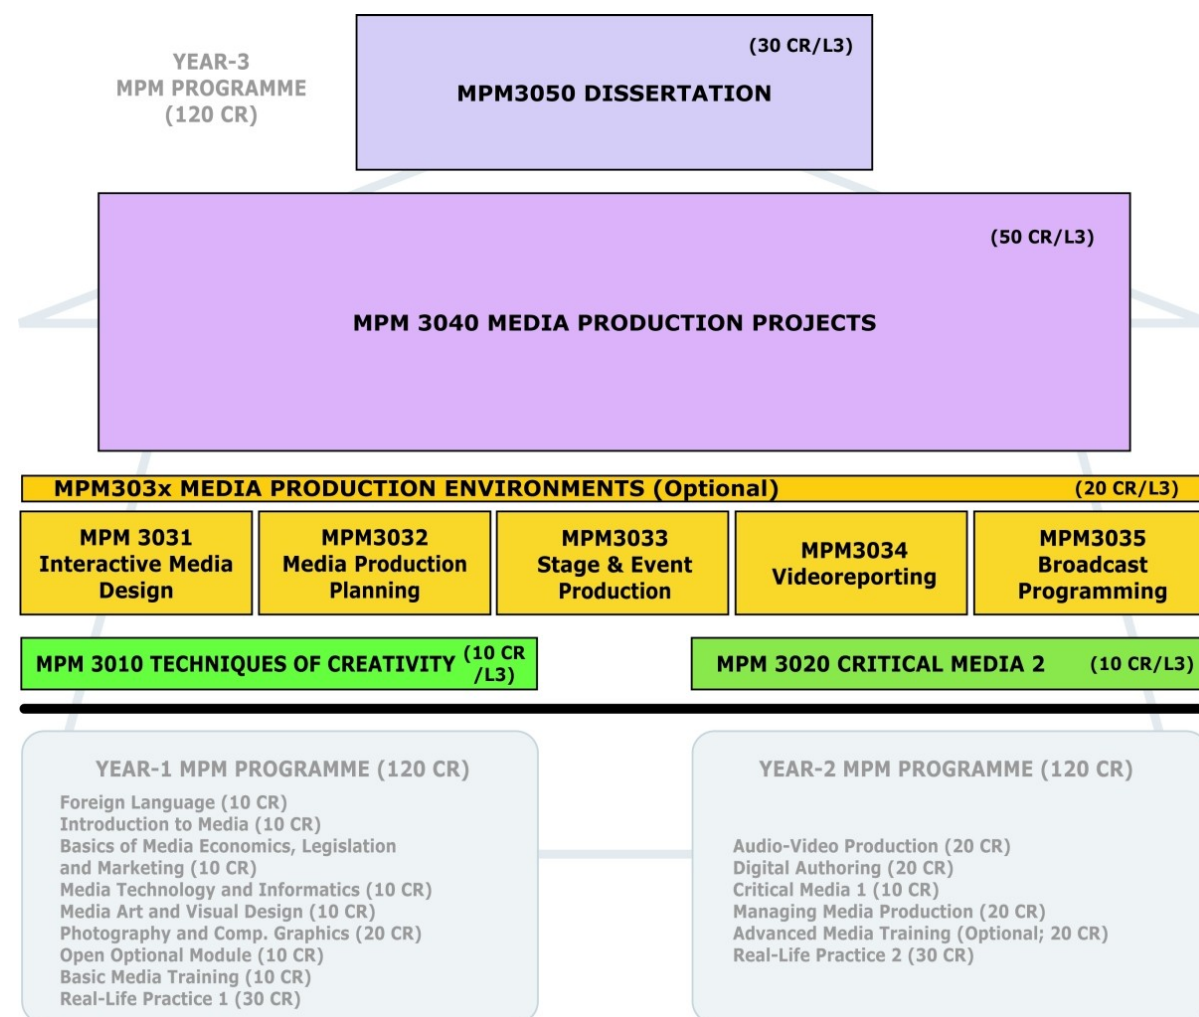 YEAR-3
MPM PROGRAMME
(120 CR)
(30 CR/L3)
MPM3050 DISSERTATION
(50 CR/L3)
MPM 3040 MEDIA PRODUCTION PROJECTS
MPM303x MEDIA PRODUCTION ENVIRONMENTS (Optional) (20 CR/L3)
MPM 3031
Interactive Media
Design
MPM3032
Media Production
Planning
MPM3033
Stage & Event
Production
MPM3034
Videoreporting
MPM3035
Broadcast
Programming
MPM 3010 TECHNIQUES OF CREATIVITY (10 CR
/L3)
MPM 3020 CRITICAL MEDIA 2 (10 CR/L3)
YEAR-1 MPM PROGRAMME (120 CR)
Foreign Language (10 CR)
Introduction to Media (10 CR)
Basics of Media Economics, Legislation
and Marketing (10 CR)
Media Technology and Informatics (10 CR)
Media Art and Visual Design (10 CR)
Photography and Comp. Graphics (20 CR)
Open Optional Module (10 CR)
Basic Media Training (10 CR)
Real-Life Practice 1 (30 CR)
YEAR-2 MPM PROGRAMME (120 CR)
Audio-Video Production (20 CR)
Digital Authoring (20 CR)
Critical Media 1 (10 CR)
Managing Media Production (20 CR)
Advanced Media Training (Optional; 20 CR)
Real-Life Practice 2 (30 CR)